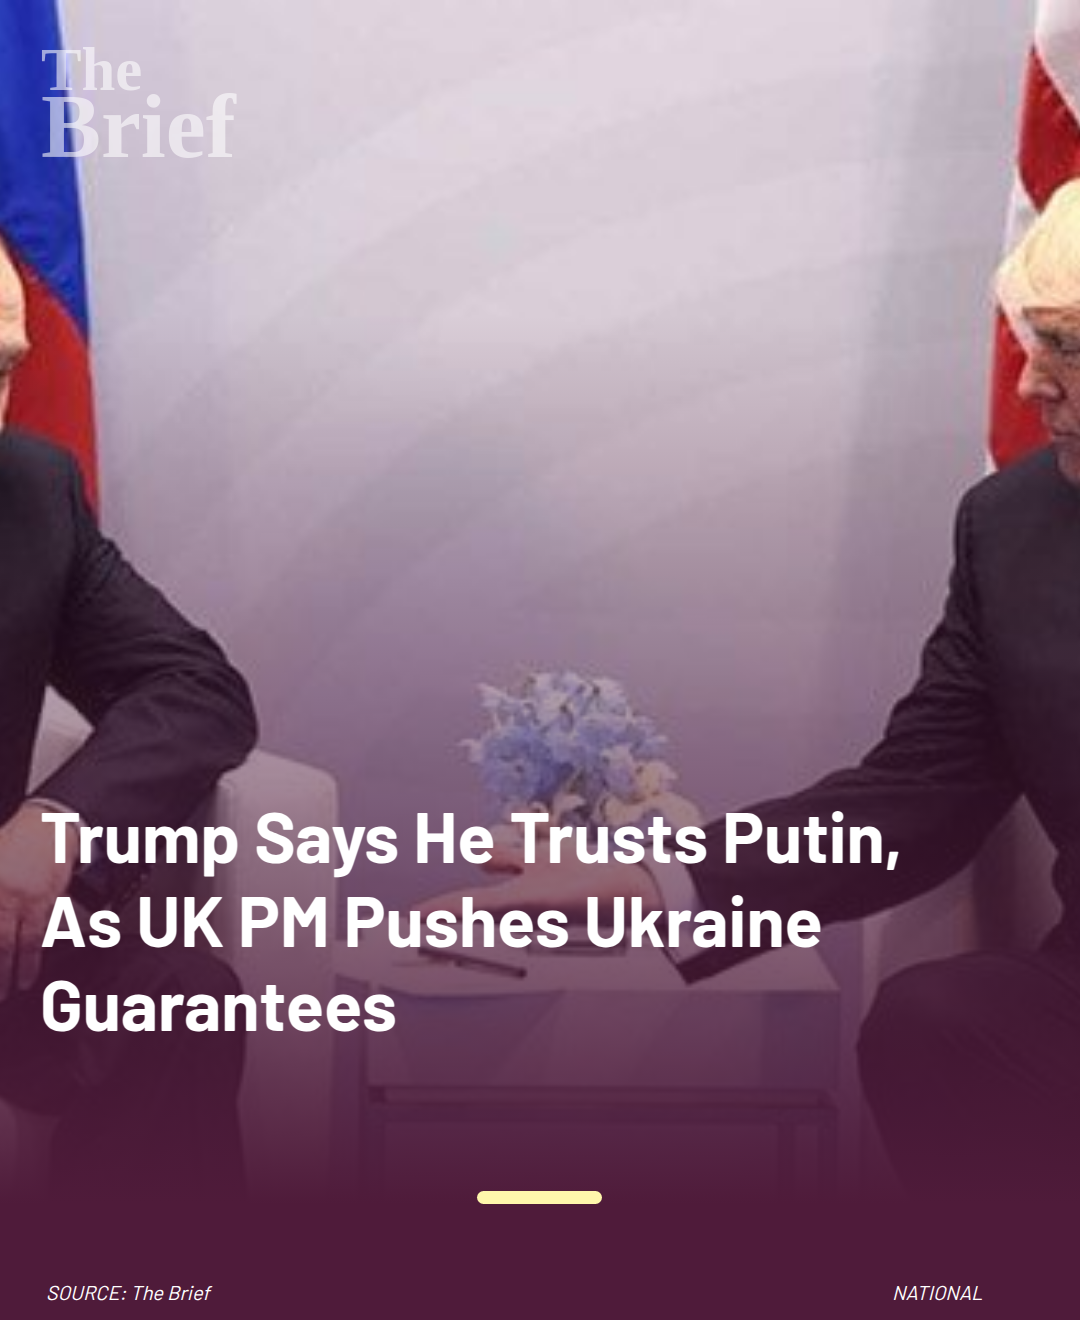 The
Brief
Trump Says He Trusts Putin,
As UK PM Pushes Ukraine
Guarantees
SOURCE: The Brief
NATIONAL